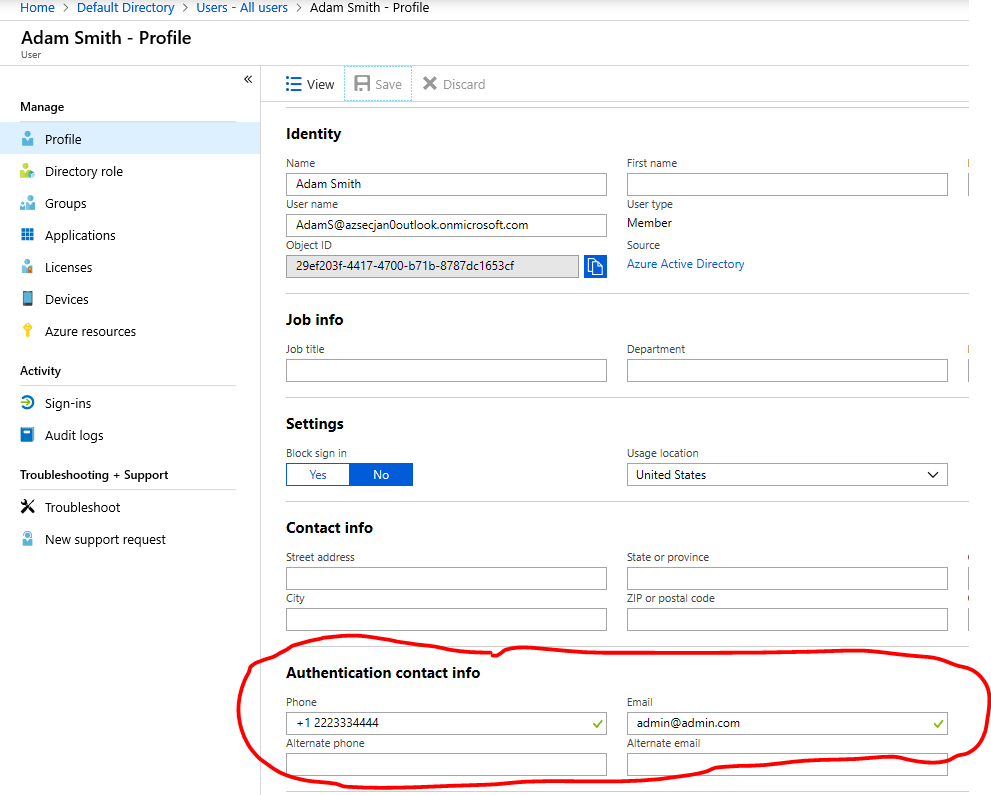 Home > Default Directory > Users - All users > Adam Smith - Profile
Adam Smith - Profile
User
«
Manage
Profile
Directory role
Groups
Applications
Licenses
Devices
Azure resources
Activity
Sign-ins
Audit logs
Troubleshooting + Support
Troubleshoot
New support request
View Save Discard
Identity
Name First name
Adam Smith
User name User type
AdamS@azsecjan0outlook.onmicrosoft.com Member
Object ID Source
29ef203f-4417-4700-b71b-8787dc1653cf Azure Active Directory
Job info
Job title Department
Settings
Block sign in Usage location
Yes No United States
Contact info
Street address State or province
City ZIP or postal code
Authentication contact info
Phone Email
+1 2223334444 admin@admin.com
Alternate phone Alternate email